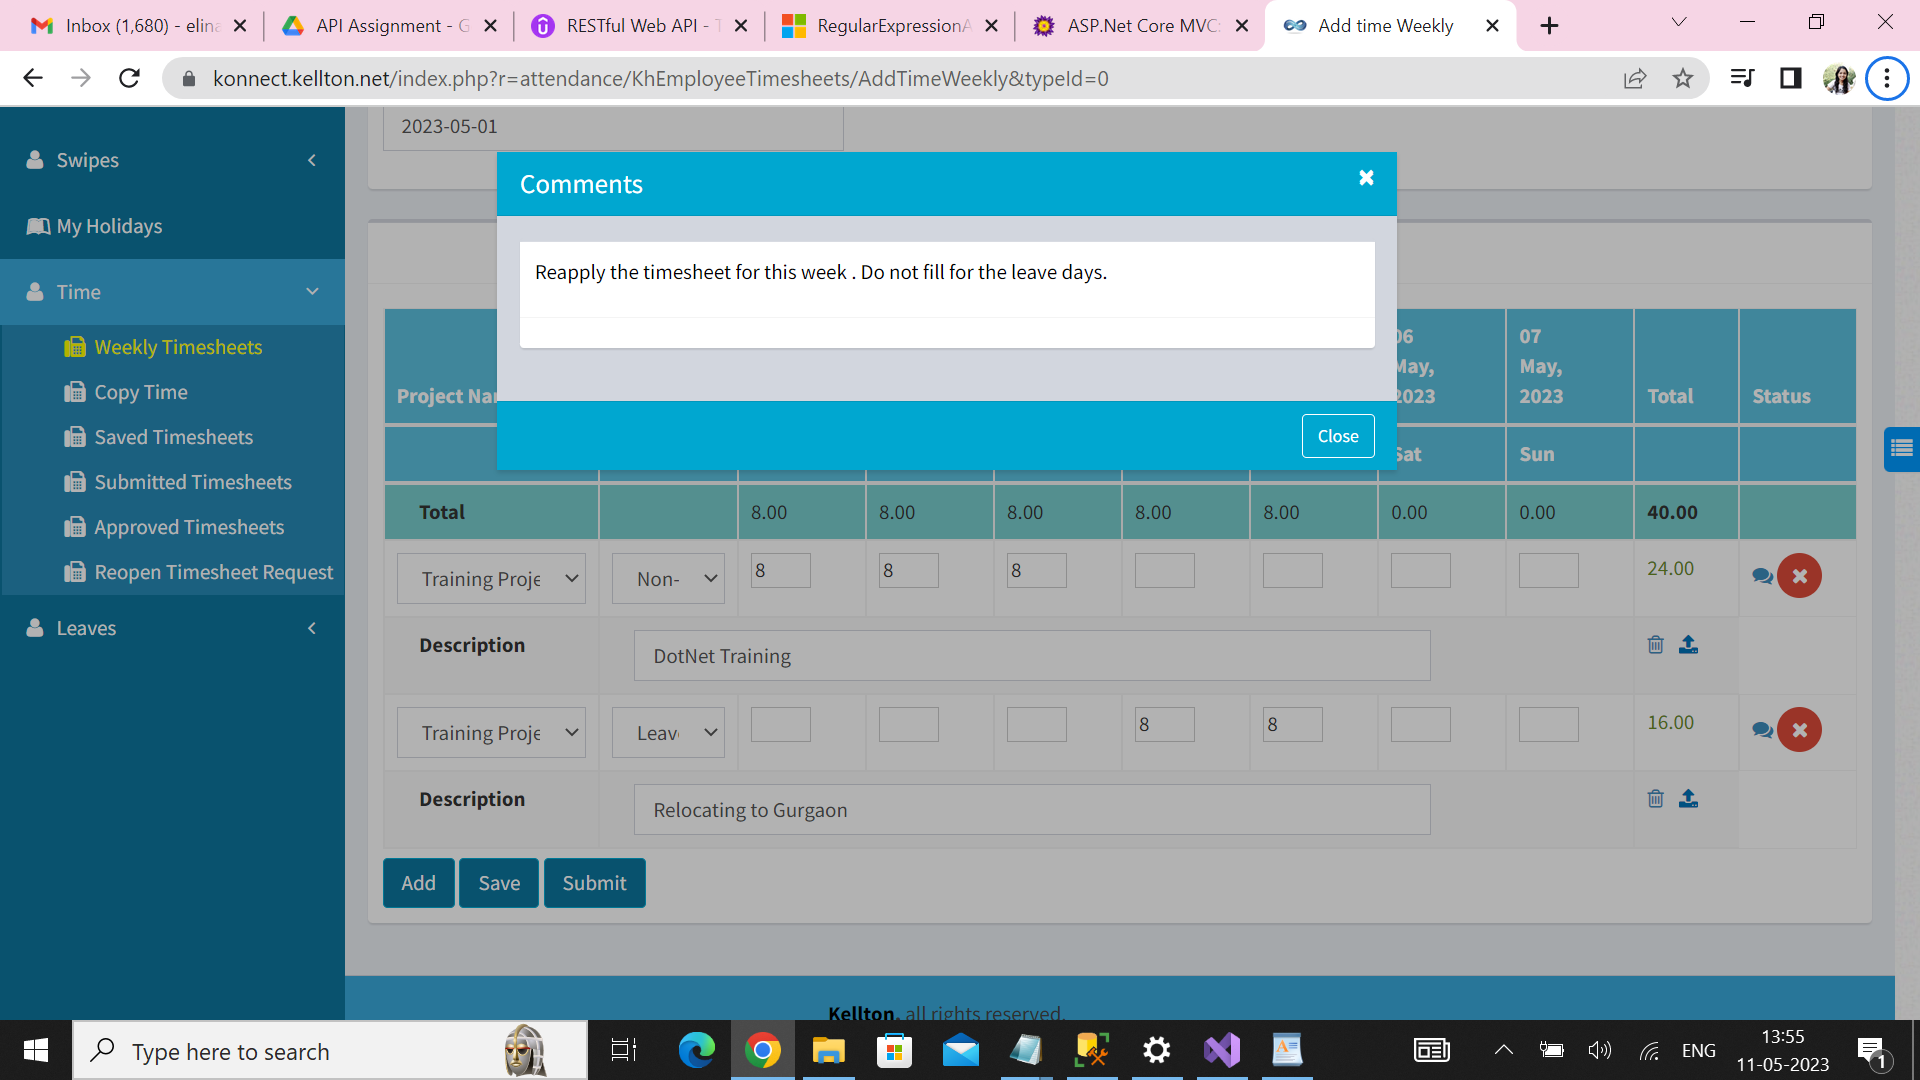 Inbox (1,680) - elina
API Assignment - G
RESTful Web API - T
RegularExpressionA
ASP.Net Core MVC:
Add time Weekly
konnect.kellton.net/index.php?r=attendance/KhEmployeeTimesheets/AddTimeWeekly&typeId=0
Swipes
My Holidays
Time
Weekly Timesheets
Copy Time
Saved Timesheets
Submitted Timesheets
Approved Timesheets
Reopen Timesheet Request
Leaves
2023-05-01
Comments
Reapply the timesheet for this week . Do not fill for the leave days.
Close
Project Nar
06 May, 2023
07 May, 2023
Total
Status
Sat
Sun
Total 8.00 8.00 8.00 8.00 8.00 0.00 0.00 40.00
Training Proje Non- 8 8 8 24.00
Description DotNet Training
Training Proje Leav 8 8 16.00
Description Relocating to Gurgaon
Add Save Submit
Kellton. all rights reserved.
Type here to search
ENG
13:55
11-05-2023
1